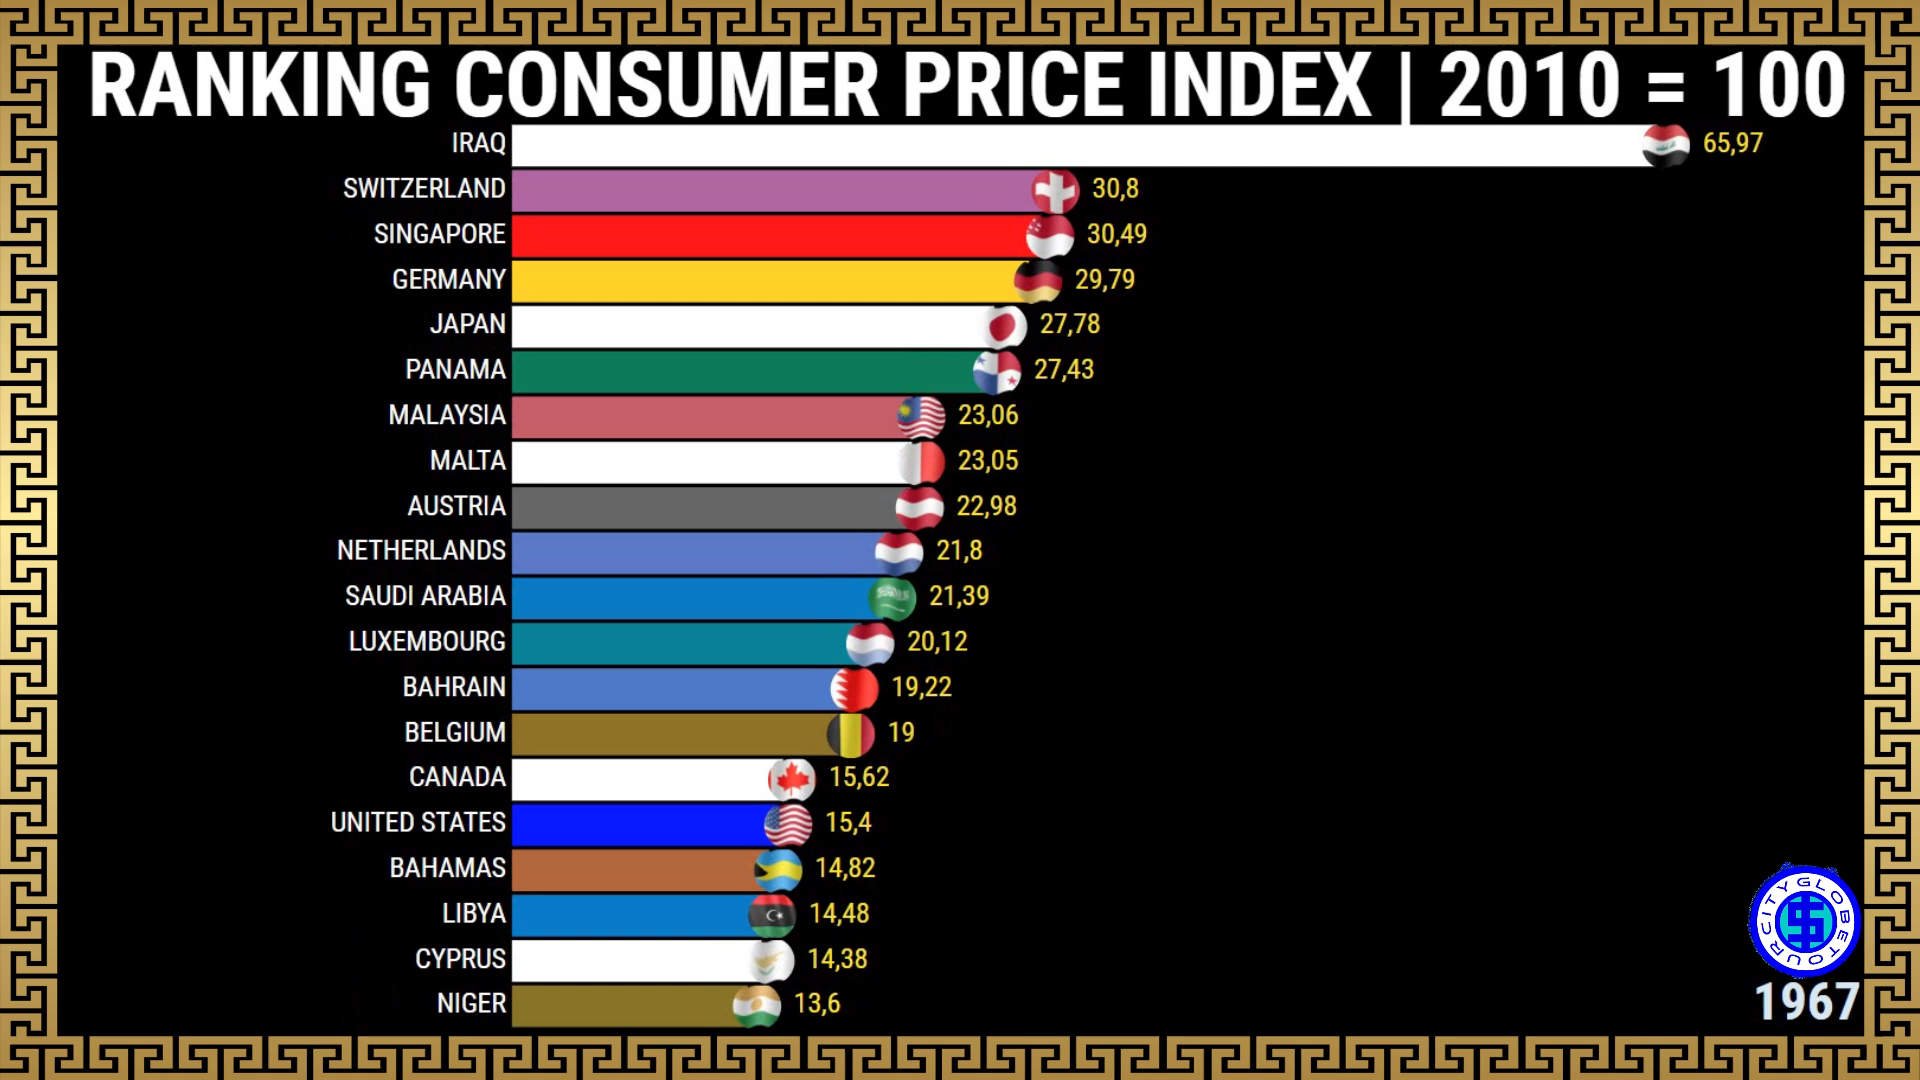 RANKING CONSUMER PRICE INDEX | 2010 = 100
IRAQ 65,97
SWITZERLAND 30,8
SINGAPORE 30,49
GERMANY 29,79
JAPAN 27,78
PANAMA 27,43
MALAYSIA 23,06
MALTA 23,05
AUSTRIA 22,98
NETHERLANDS 21,8
SAUDI ARABIA 21,39
LUXEMBOURG 20,12
BAHRAIN 19,22
BELGIUM 19
CANADA 15,62
UNITED STATES 15,4
BAHAMAS 14,82
LIBYA 14,48
CYPRUS 14,38
NIGER 13,6
CITYGLOBETOUR
1967